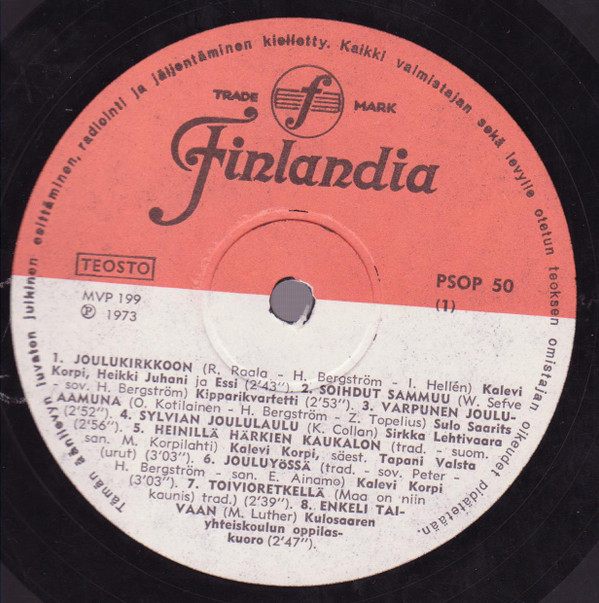 Tämän äänilevyn luvaton julkinen esittäminen, radiointi ja jäljentäminen kielletty. Kaikki valmistajan sekä levylle otetun teoksen omistajan oikeudet pidätetään.
TRADE MARK
f
Finlandia
TEOSTO
MVP 199
Ⓟ 1973
PSOP 50
(1)
1. JOULUKIRKKOON (R. Raala - H. Bergström - I. Hellén) Kalevi
Korpi, Heikki Juhani ja Essi (2'43"). 2. SOIHDUT SAMMUU (W. Sefve
- sov. H. Bergström) Kipparikvartetti (2'53"). 3. VARPUNEN JOULU-
AAMUNA (O. Kotilainen - H. Bergström - Z. Topelius) Sulo Saarits
(2'52"). 4. SYLVIAN JOULULAULU (K. Collan) Sirkka Lehtivaara
(2'56"). 5. HEINILLÄ HÄRKIEN KAUKALON (trad. - suom.
san. M. Korpilahti) Kalevi Korpi, säest. Tapani Valsta
(urut) (3'03"). 6. JOULUYÖSSÄ (trad. - sov. Peter -
H. Bergström - san. E. Ainamo) Kalevi Korpi
(3'03"). 7. TOIVIORETKELLÄ (Maa on niin
kaunis) trad.) (2'39"). 8. ENKELI TAI-
VAAN (M. Luther) Kulosaaren
yhteiskoulun oppilas-
kuoro (2'47").